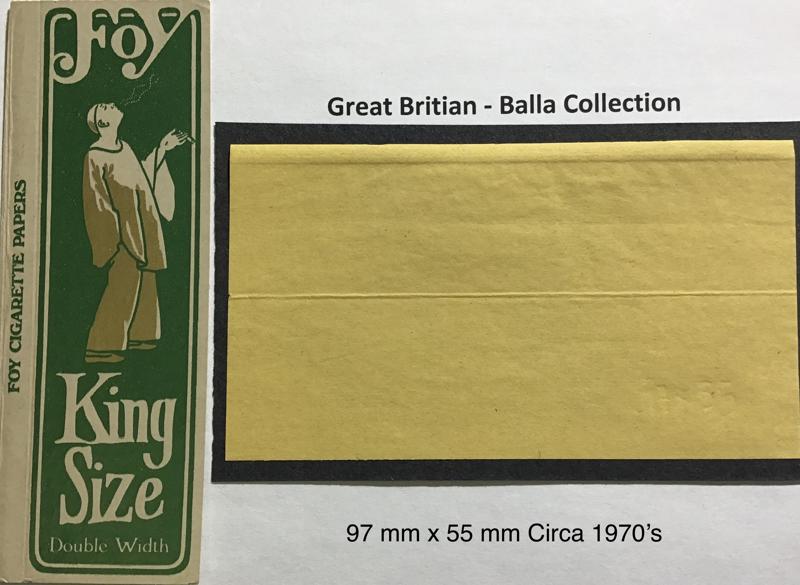 Foy
FOY CIGARETTE PAPERS
King
Size
Double Width
Great Britian - Balla Collection
97 mm x 55 mm Circa 1970’s